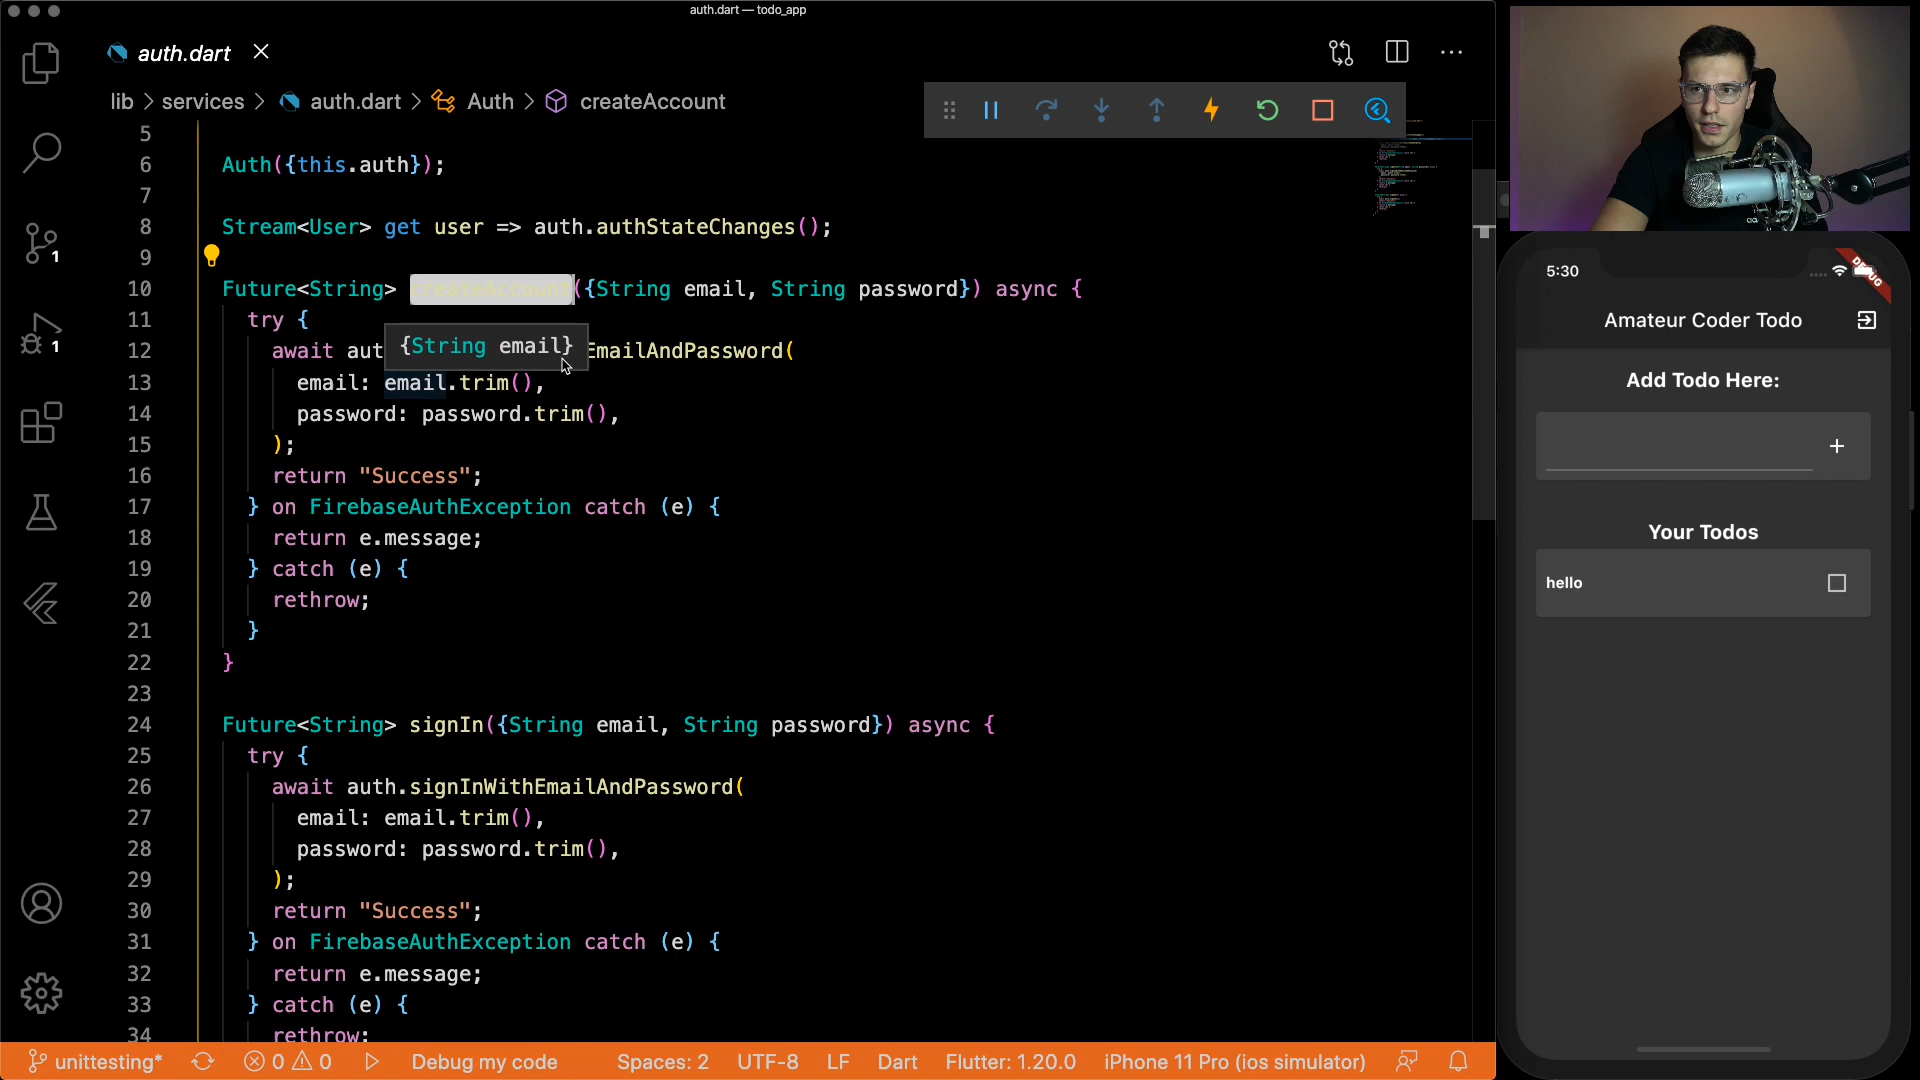 auth.dart — todo_app
auth.dart
lib > services > auth.dart > Auth > createAccount
5
6 Auth({this.auth});
7
8 Stream<User> get user => auth.authStateChanges();
9
10 Future<String> createAccount({String email, String password}) async {
11 try {
{String email}
12 await aut EmailAndPassword(
13 email: email.trim(),
14 password: password.trim(),
15 );
16 return "Success";
17 } on FirebaseAuthException catch (e) {
18 return e.message;
19 } catch (e) {
20 rethrow;
21 }
22 }
23
24 Future<String> signIn({String email, String password}) async {
25 try {
26 await auth.signInWithEmailAndPassword(
27 email: email.trim(),
28 password: password.trim(),
29 );
30 return "Success";
31 } on FirebaseAuthException catch (e) {
32 return e.message;
33 } catch (e) {
34 rethrow;
1
1
unittesting* 0 0 Debug my code Spaces: 2 UTF-8 LF Dart Flutter: 1.20.0 iPhone 11 Pro (ios simulator)
5:30
DEBUG
Amateur Coder Todo
Add Todo Here:
+
Your Todos
hello